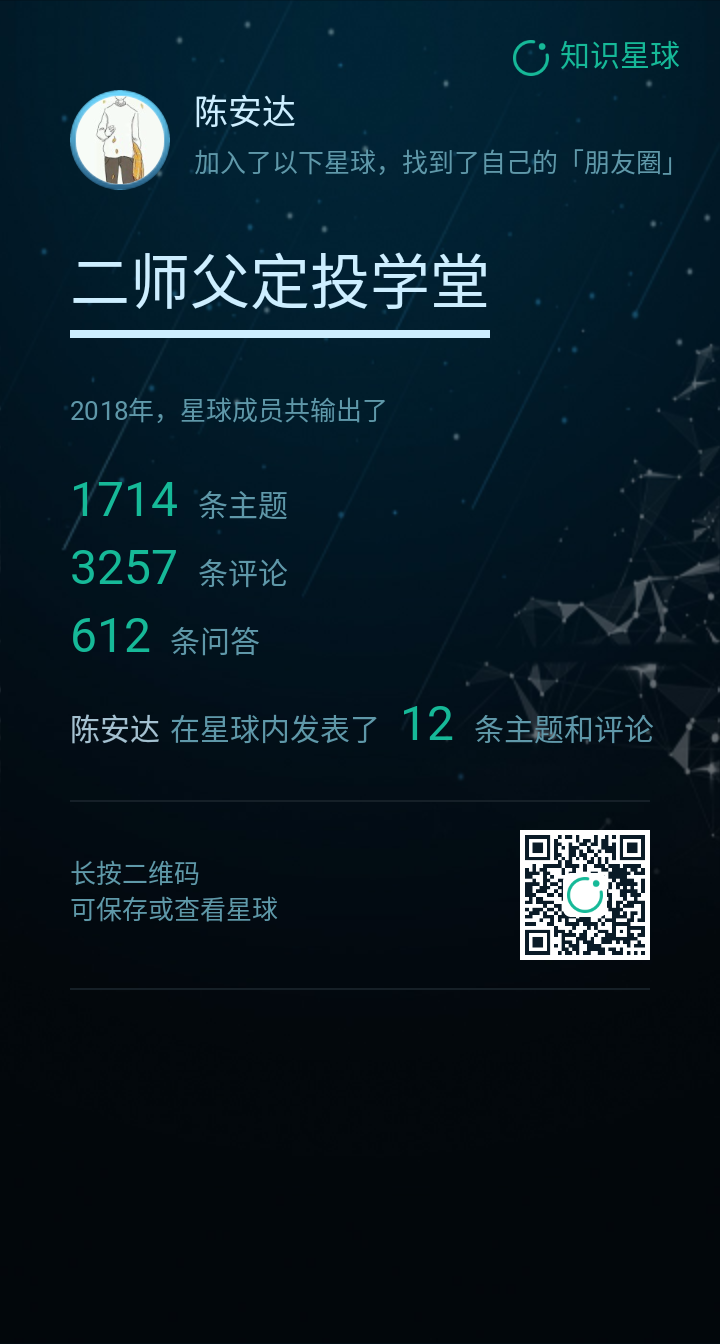 知识星球
陈安达
加入了以下星球，找到了自己的「朋友圈」
二师父定投学堂
2018年，星球成员共输出了
1714 条主题
3257 条评论
612 条问答
陈安达 在星球内发表了 12 条主题和评论
长按二维码
可保存或查看星球